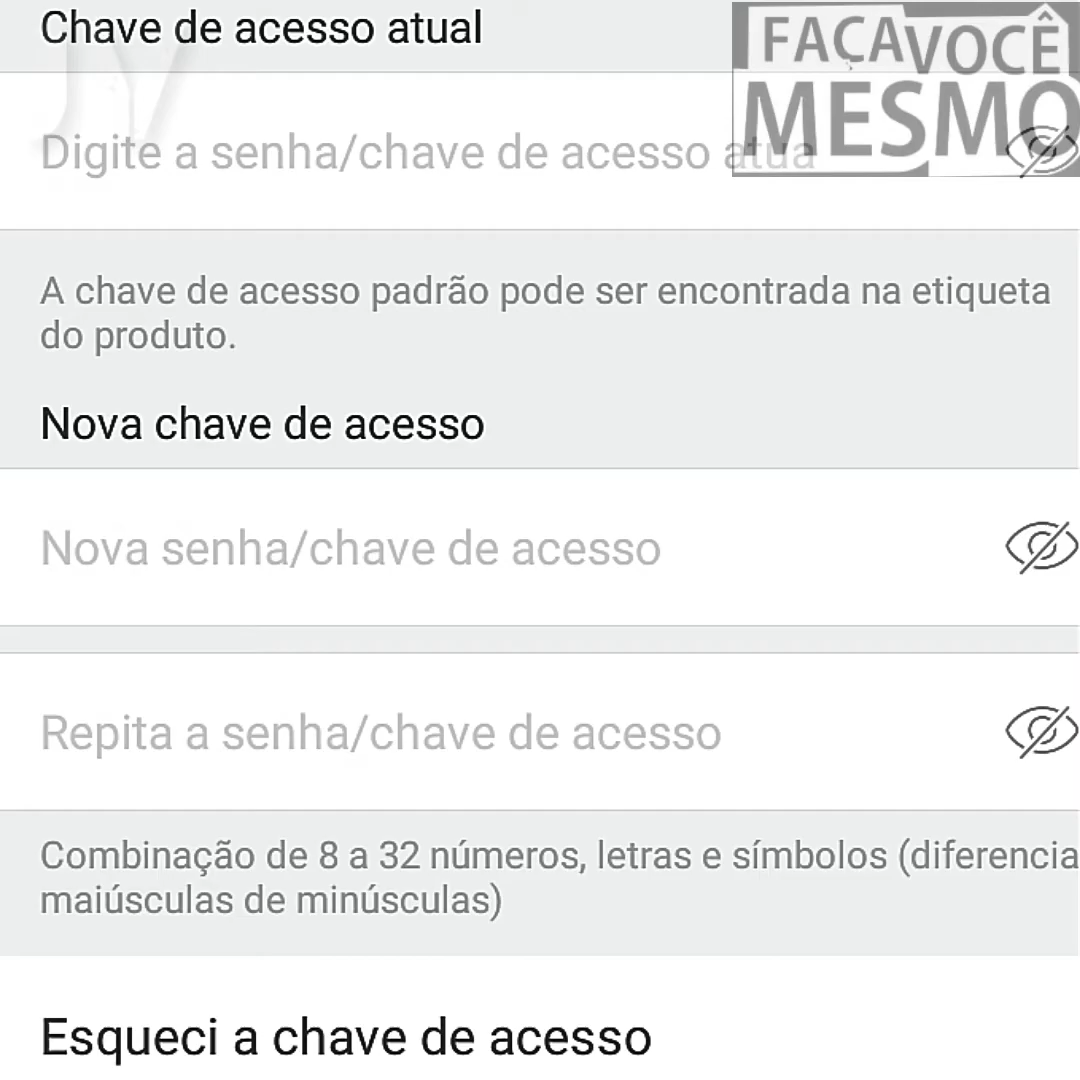 Chave de acesso atual
FAÇA VOCÊ
MESMO
Digite a senha/chave de acesso atua
A chave de acesso padrão pode ser encontrada na etiqueta
do produto.
Nova chave de acesso
Nova senha/chave de acesso
Repita a senha/chave de acesso
Combinação de 8 a 32 números, letras e símbolos (diferencia
maiúsculas de minúsculas)
Esqueci a chave de acesso